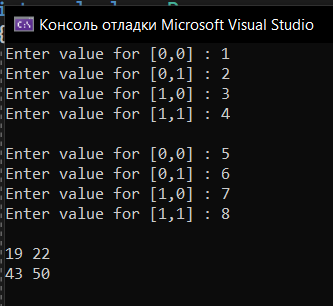 Консоль отладки Microsoft Visual Studio
Enter value for [0,0] : 1
Enter value for [0,1] : 2
Enter value for [1,0] : 3
Enter value for [1,1] : 4
Enter value for [0,0] : 5
Enter value for [0,1] : 6
Enter value for [1,0] : 7
Enter value for [1,1] : 8
19 22
43 50